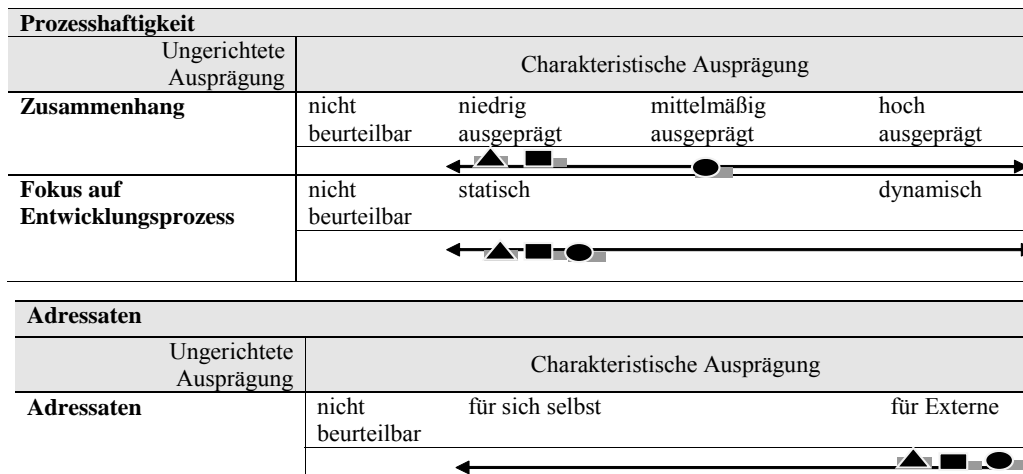 Prozesshaftigkeit
Ungerichtete
Ausprägung
Charakteristische Ausprägung
Zusammenhang
nicht
beurteilbar
niedrig
ausgeprägt
mittelmäßig
ausgeprägt
hoch
ausgeprägt
Fokus auf
Entwicklungsprozess
nicht
beurteilbar
statisch
dynamisch
Adressaten
Ungerichtete
Ausprägung
Charakteristische Ausprägung
Adressaten
nicht
beurteilbar
für sich selbst
für Externe